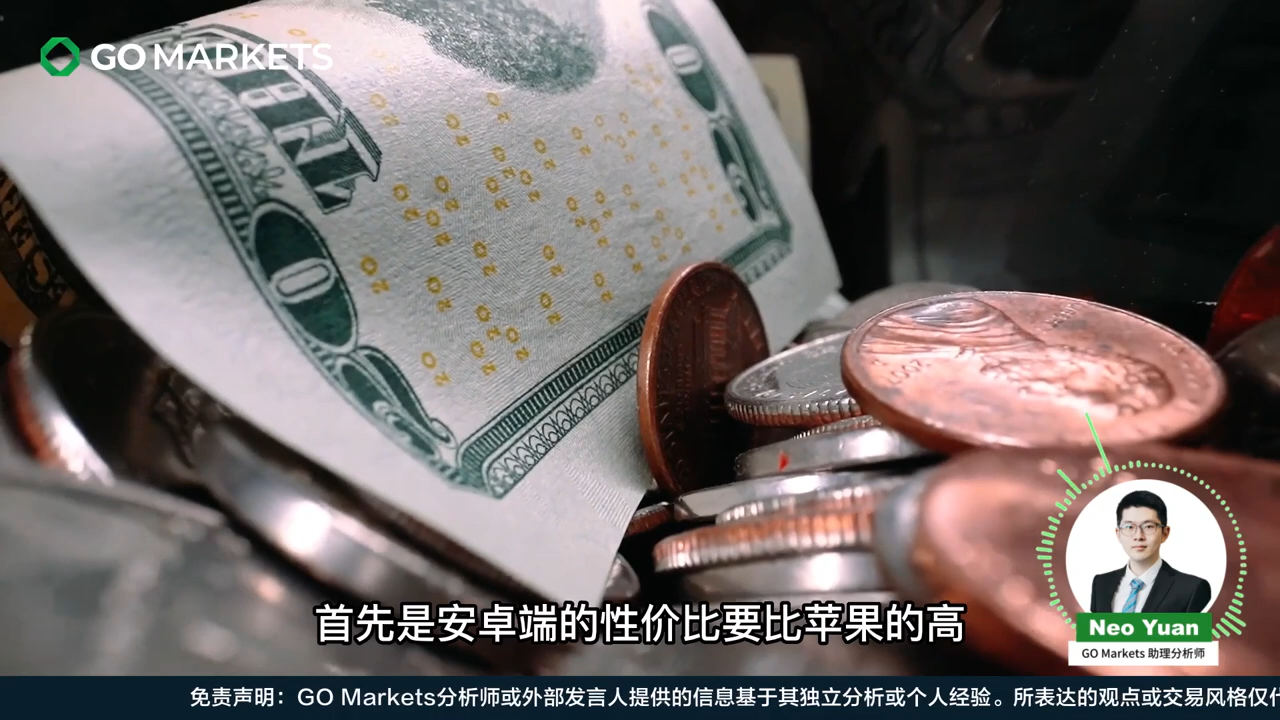 GO MARKETS
首先是安卓端的性价比要比苹果的高
Neo Yuan
GO Markets 助理分析师
免责声明：GO Markets分析师或外部发言人提供的信息基于其独立分析或个人经验。所表达的观点或交易风格仅